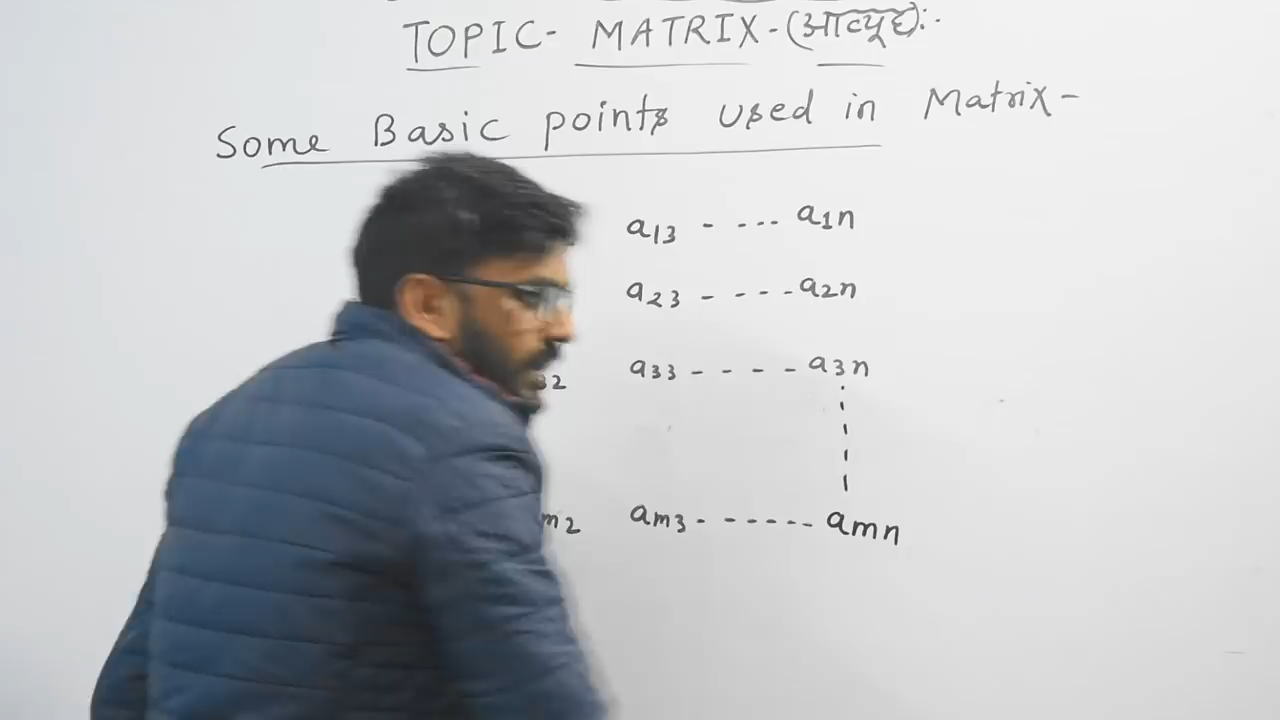 TOPIC- MATRIX-(आव्यूह):-
Some Basic points used in Matrix-
a13 - --- a1n
a23 - ---- a2n
32 a33 - - - - a3n
m2 am3 - ------ amn